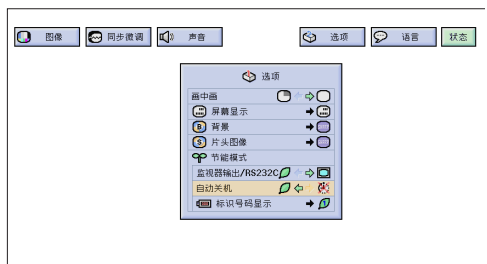 图像 同步微调 声音 选项 语言 状态
选项
画中画
屏幕显示
B 背景
S 片头图像
节能模式
监视器输出/RS232C
自动关机
标识号码显示